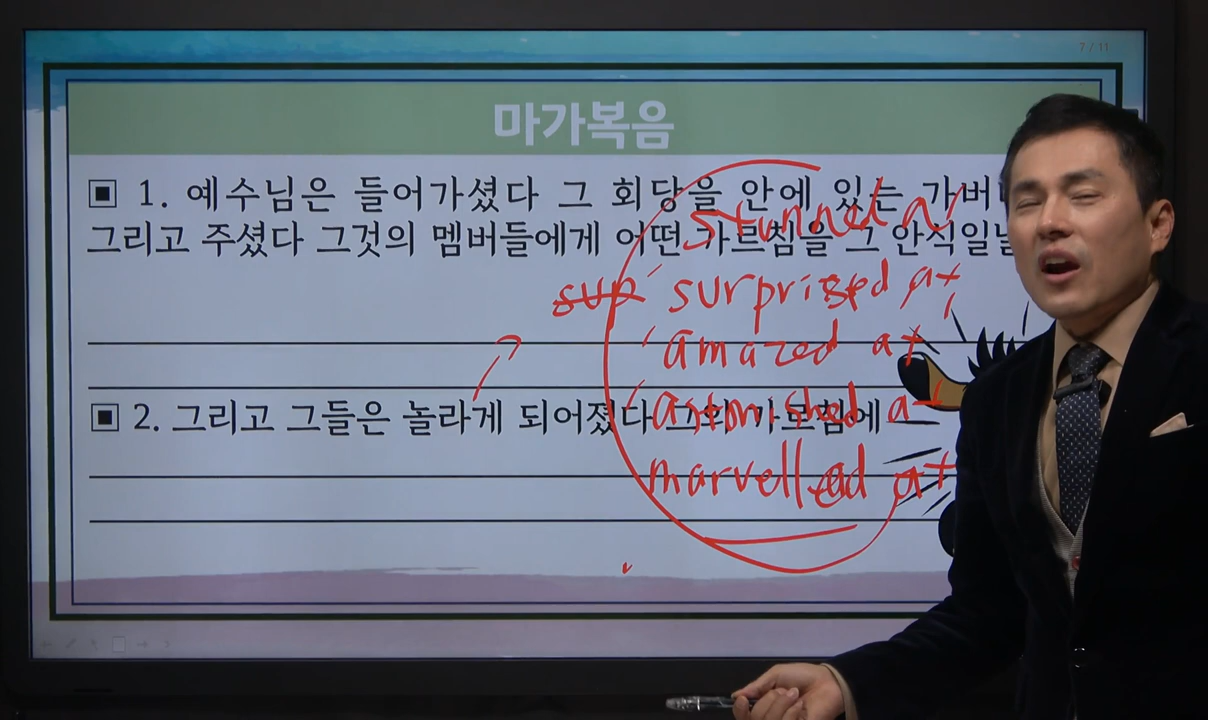 7 / 11
마가복음
▣ 1. 예수님은 들어가셨다 그 회당을 안에 있는
그리고 주셨다 그것의 멤버들에게 어떤 가르침을 그 안식일날
stunned at
sup surprised at
amazed at
astonished at
▣ 2. 그리고 그들은 놀라게 되어졌다 그의 가르침에
marvelled at